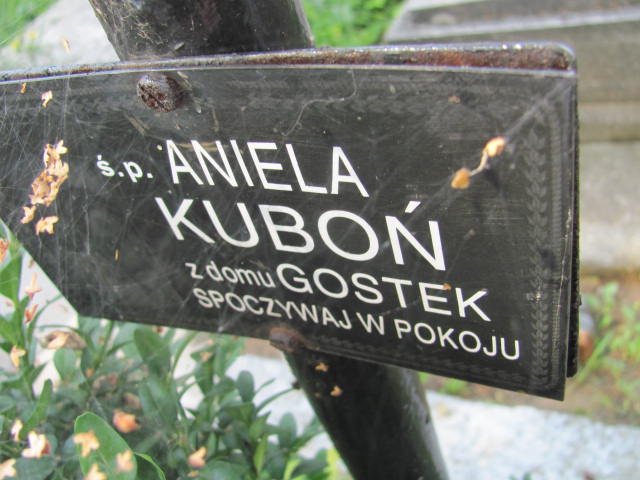 ś.p. ANIELA
KUBOŃ
z domu GOSTEK
SPOCZYWAJ W POKOJU